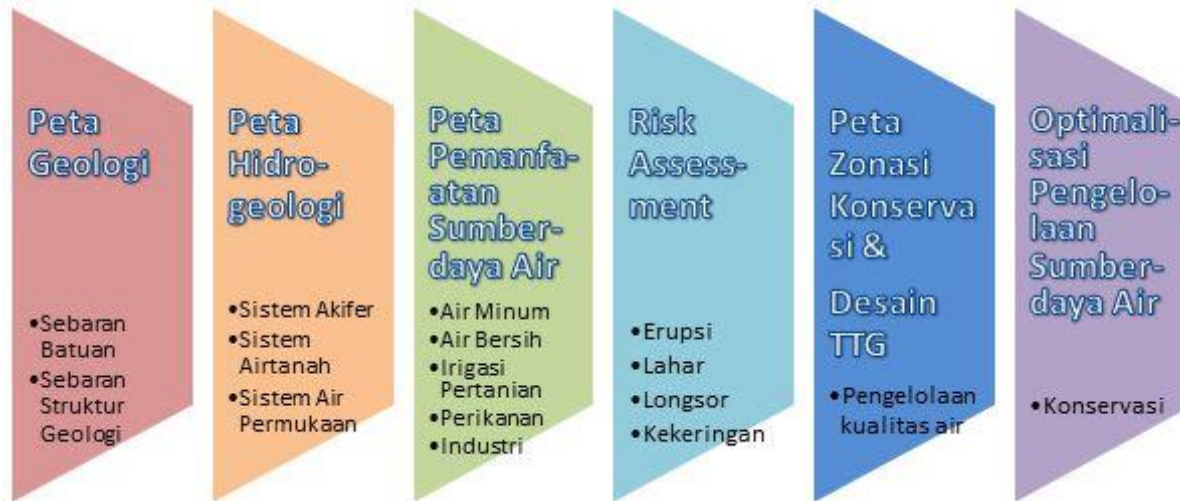 Peta
Geologi
•Sebaran
Batuan
•Sebaran
Struktur
Geologi
Peta
Hidro-
geologi
•Sistem Akifer
•Sistem
Airtanah
•Sistem Air
Permukaan
Peta
Pemanfa-
atan
Sumber-
daya Air
•Air Minum
•Air Bersih
•Irigasi
Pertanian
•Perikanan
•Industri
Risk
Assess-
ment
•Erupsi
•Lahar
•Longsor
•Kekeringan
Peta
Zonasi
Konserva
si &
Desain
TTG
•Pengelolaan
kualitas air
Optimali-
sasi
Pengelo-
laan
Sumber-
daya Air
•Konservasi